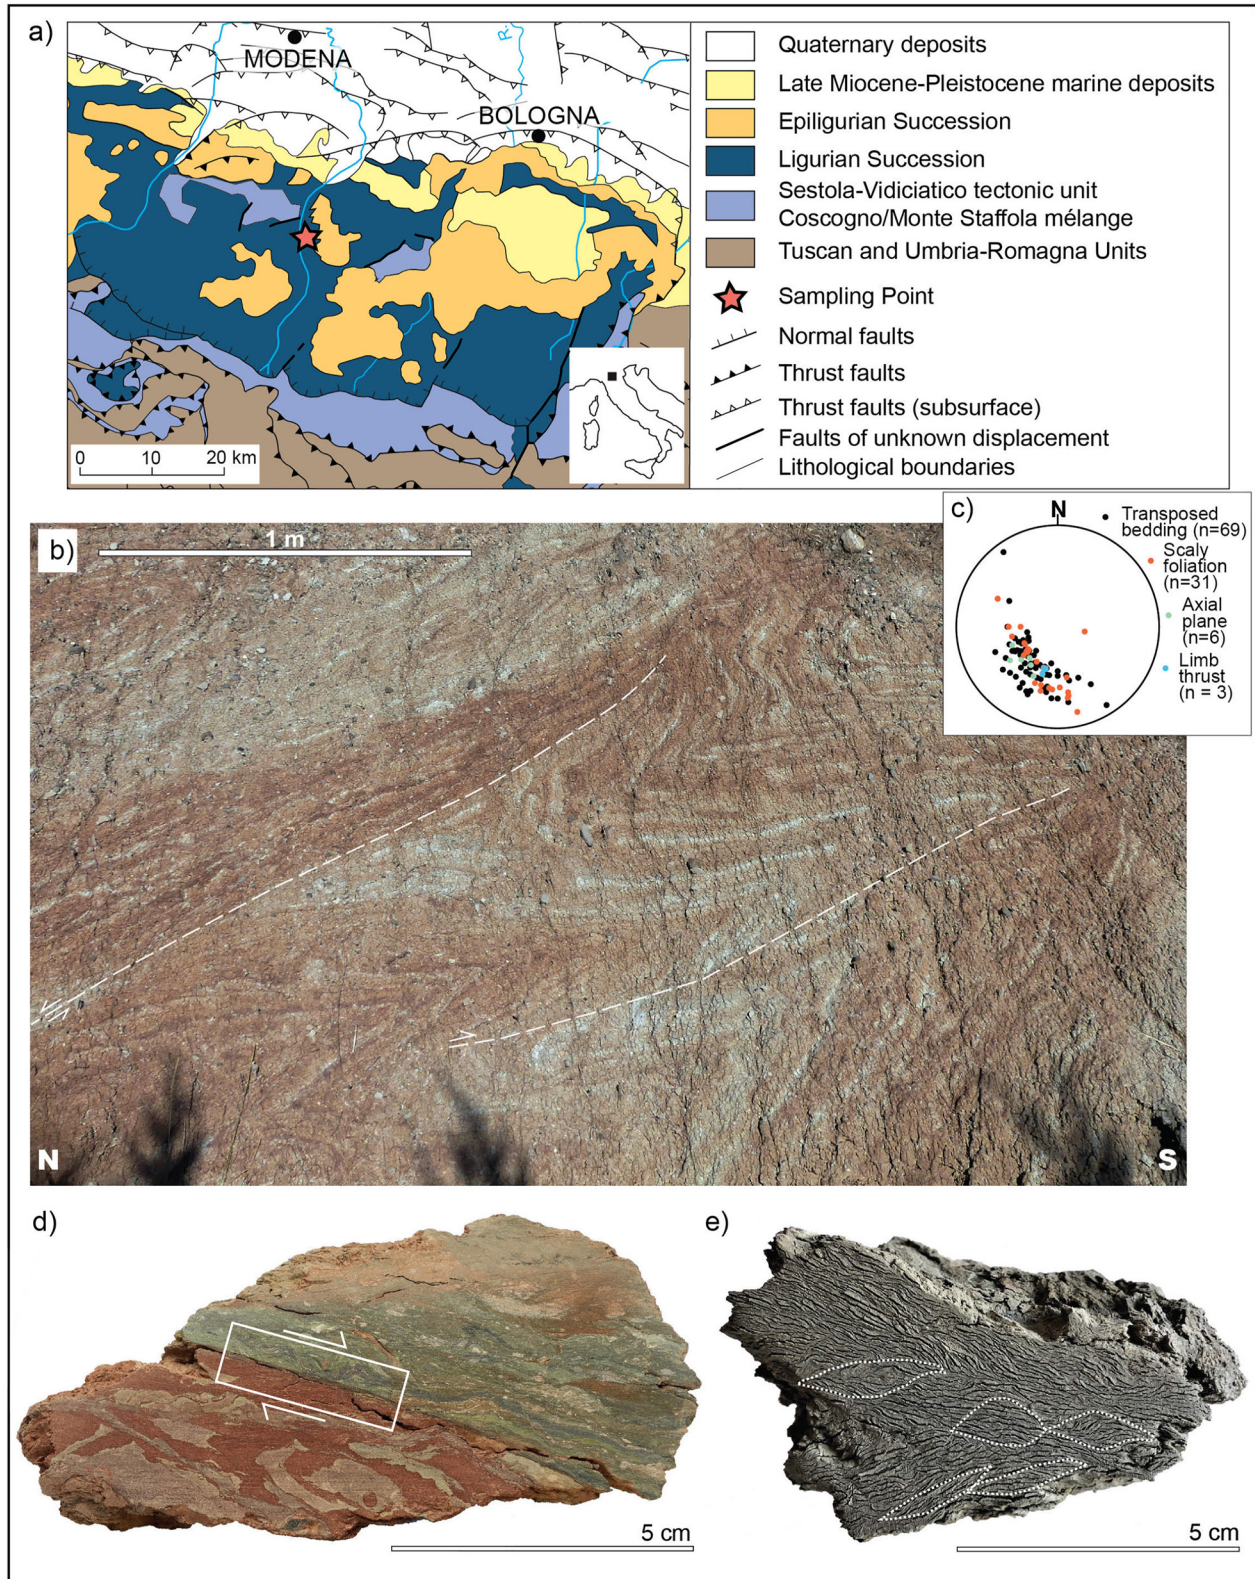 a)
MODENA
R.
BOLOGNA
0 10 20 km
Quaternary deposits
Late Miocene-Pleistocene marine deposits
Epiligurian Succession
Ligurian Succession
Sestola-Vidiciatico tectonic unit
Coscogno/Monte Staffola mélange
Tuscan and Umbria-Romagna Units
Sampling Point
Normal faults
Thrust faults
Thrust faults (subsurface)
Faults of unknown displacement
Lithological boundaries
b)
1 m
N
S
c)
N
Transposed
bedding (n=69)
Scaly
foliation
(n=31)
Axial
plane
(n=6)
Limb
thrust
(n = 3)
d)
5 cm
e)
5 cm